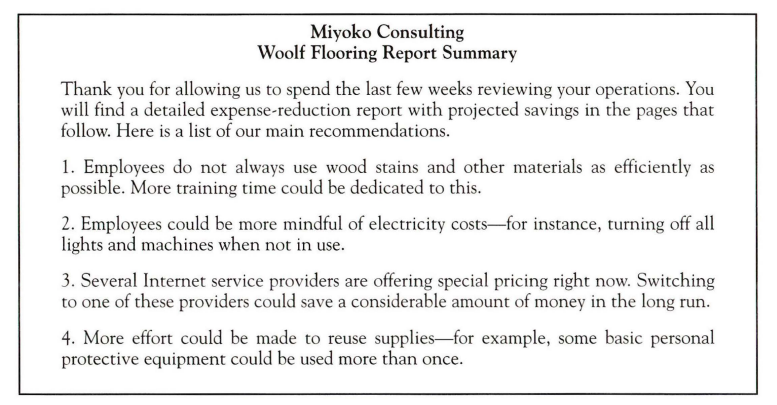 Miyoko Consulting
Woolf Flooring Report Summary
Thank you for allowing us to spend the last few weeks reviewing your operations. You
will find a detailed expense-reduction report with projected savings in the pages that
follow. Here is a list of our main recommendations.
1. Employees do not always use wood stains and other materials as efficiently as
possible. More training time could be dedicated to this.
2. Employees could be more mindful of electricity costs—for instance, turning off all
lights and machines when not in use.
3. Several Internet service providers are offering special pricing right now. Switching
to one of these providers could save a considerable amount of money in the long run.
4. More effort could be made to reuse supplies—for example, some basic personal
protective equipment could be used more than once.